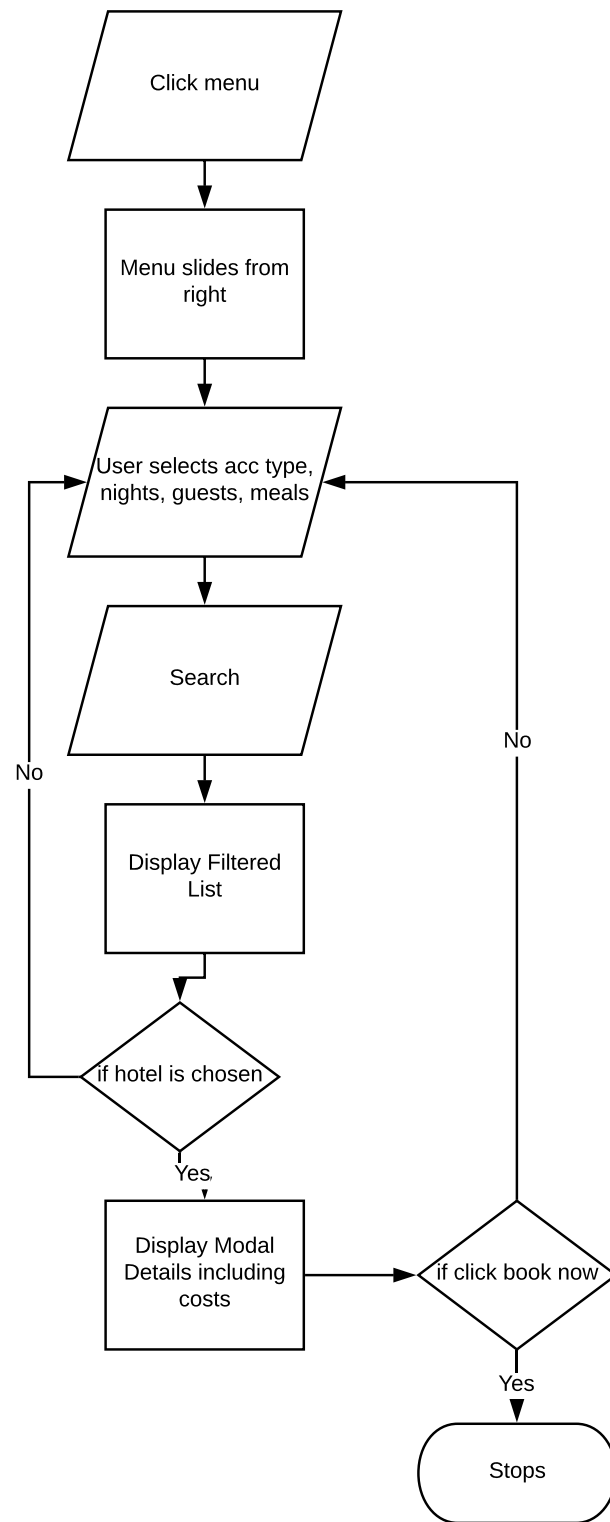 Click menu
Menu slides from
right
User selects acc type,
nights, guests, meals
Search
No
No
Display Filtered
List
if hotel is chosen
Yes
Display Modal
Details including
costs
if click book now
Yes
Stops